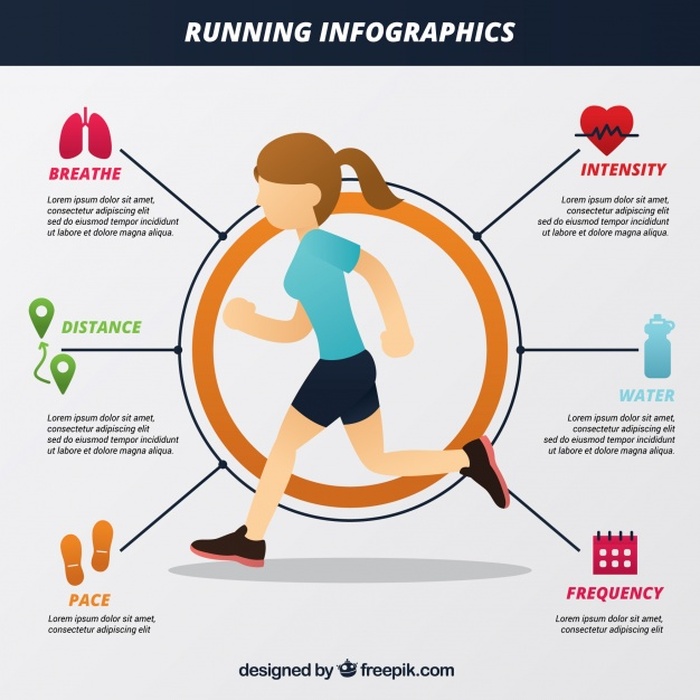 RUNNING INFOGRAPHICS
BREATHE
Lorem ipsum dolor sit amet,
consectetur adipiscing elit
sed do eiusmod tempor incididunt
ut labore et dolore magna aliqua.
INTENSITY
Lorem ipsum dolor sit amet,
consectetur adipiscing elit
sed do eiusmod tempor incididunt
ut labore et dolore magna aliqua.
DISTANCE
Lorem ipsum dolor sit amet,
consectetur adipiscing elit
sed do eiusmod tempor incididunt
ut labore et dolore magna aliqua.
WATER
Lorem ipsum dolor sit amet,
consectetur adipiscing elit
sed do eiusmod tempor incididunt
ut labore et dolore magna aliqua.
PACE
Lorem ipsum dolor sit amet,
consectetur adipiscing elit
FREQUENCY
Lorem ipsum dolor sit amet,
consectetur adipiscing elit
designed by freepik.com